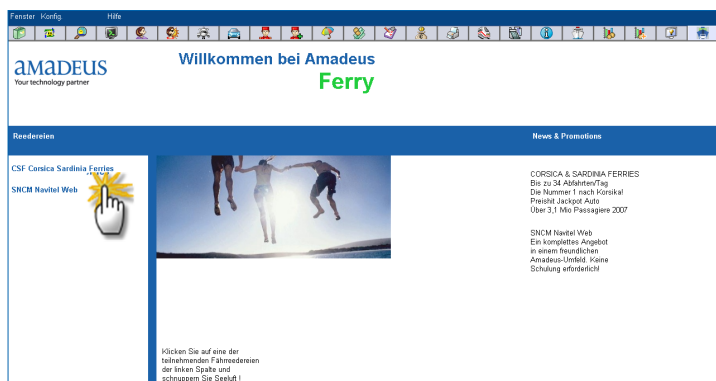 Fenster Konfig. Hilfe
amadeus
Your technology partner
Willkommen bei Amadeus
Ferry
Reedereien
News & Promotions
CSF Corsica Sardinia Ferries
SNCM Navitel Web
CORSICA & SARDINIA FERRIES
Bis zu 34 Abfahrten/Tag
Die Nummer 1 nach Korsika!
Preishit Jackpot Auto
Über 3,1 Mio Passagiere 2007
SNCM Navitel Web
Ein komplettes Angebot
in einem freundlichen
Amadeus-Umfeld. Keine
Schulung erforderlich!
Klicken Sie auf eine der
teilnehmenden Fährreedereien
der linken Spalte und
schnuppern Sie Seeluft !